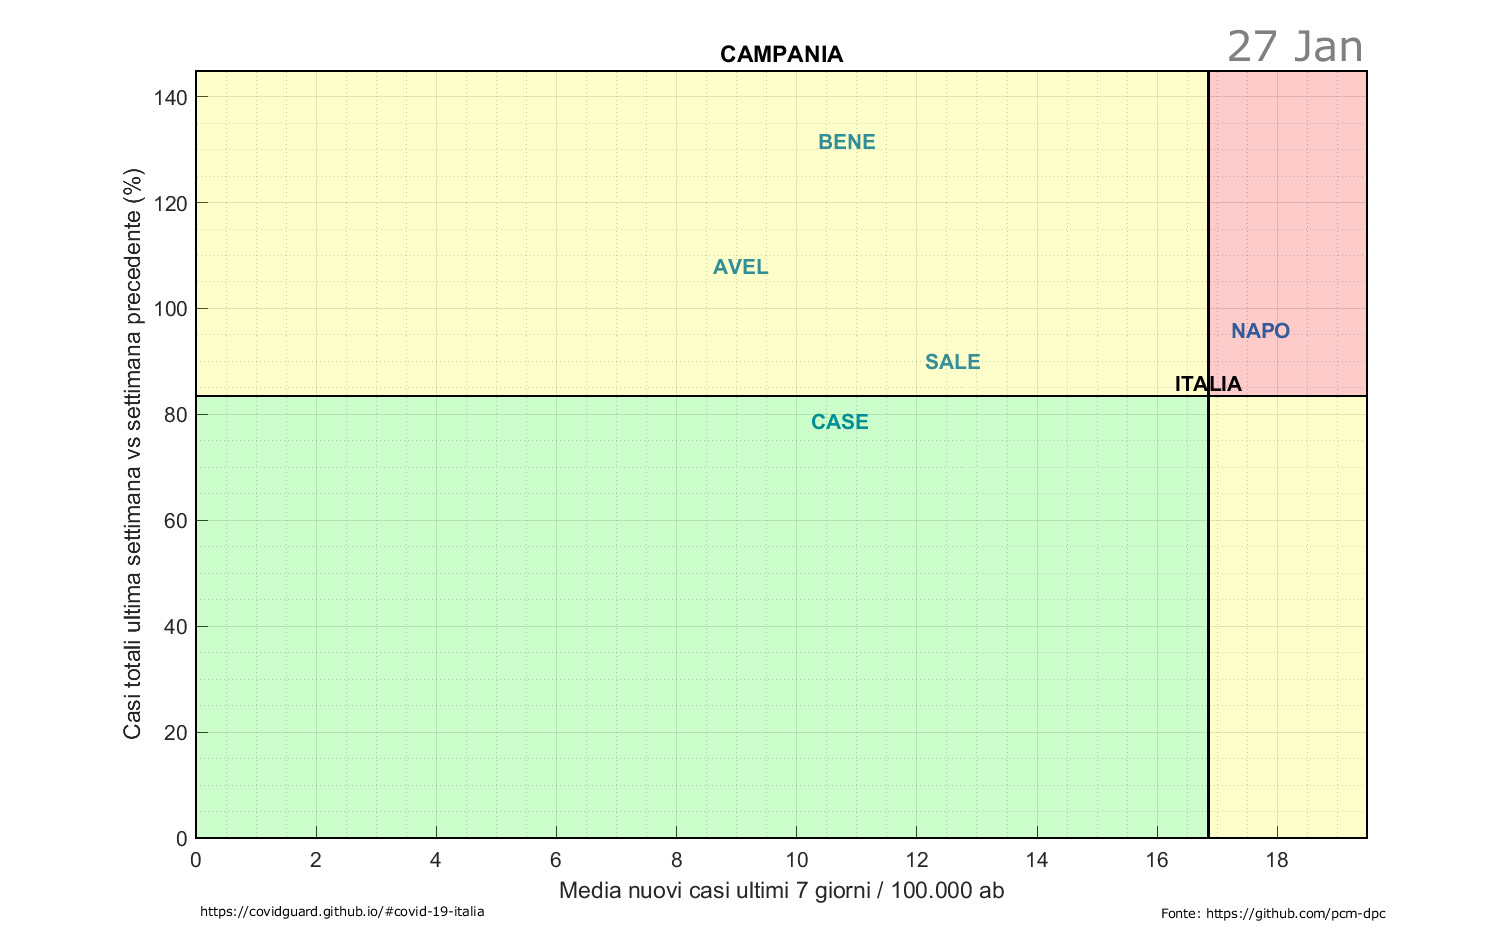 CAMPANIA
27 Jan
Casi totali ultima settimana vs settimana precedente (%)
140
120
100
80
60
40
20
0
BENE
AVEL
NAPO
SALE
ITALIA
CASE
0 2 4 6 8 10 12 14 16 18
Media nuovi casi ultimi 7 giorni / 100.000 ab
https://covidguard.github.io/#covid-19-italia
Fonte: https://github.com/pcm-dpc